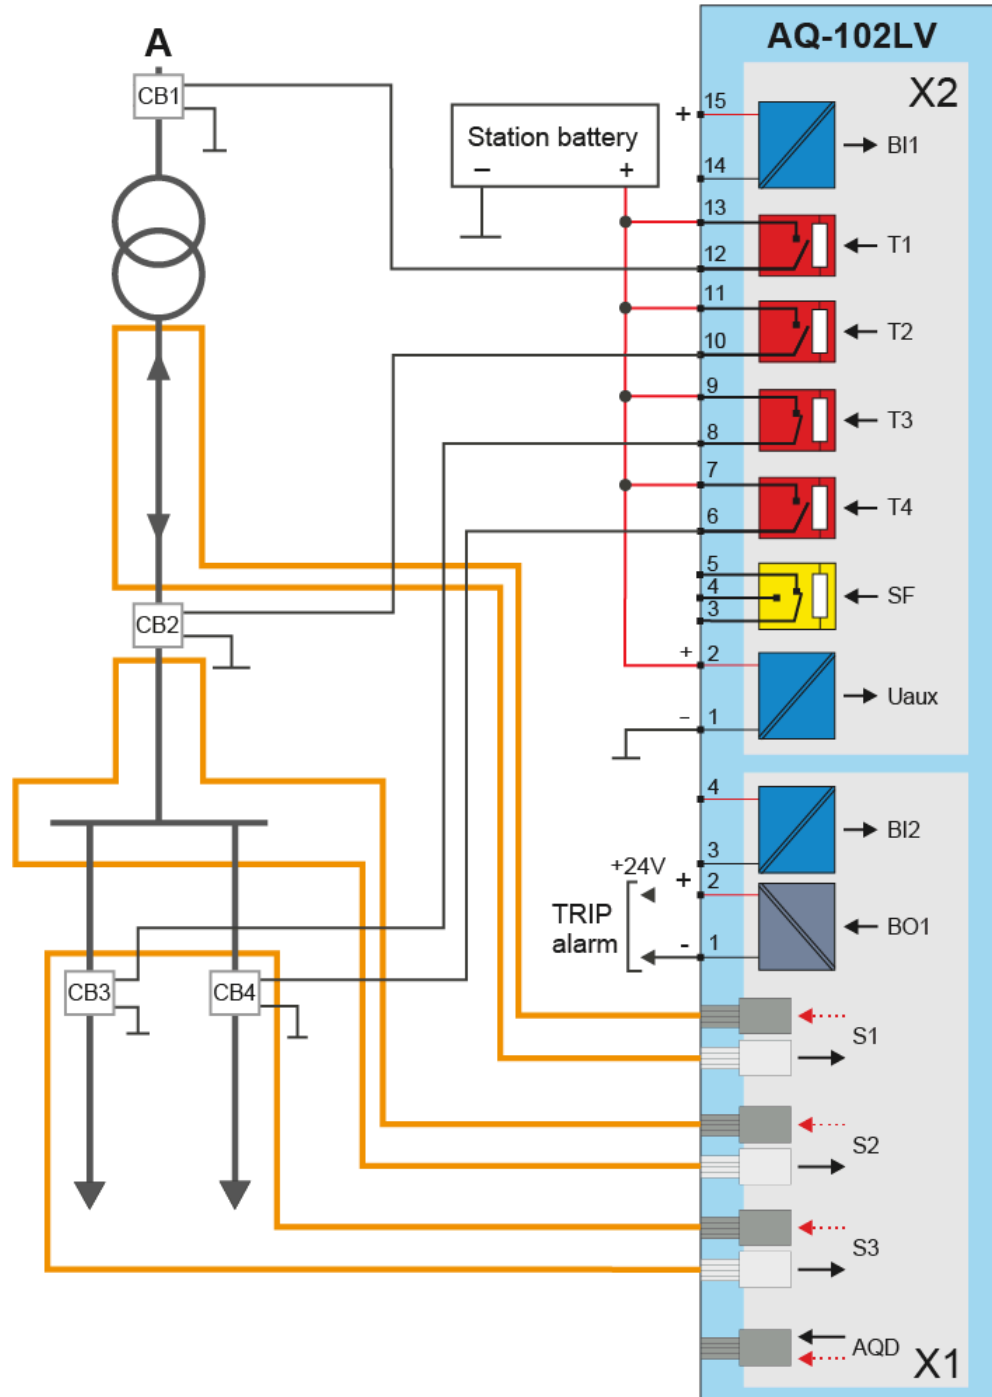 A
AQ-102LV
CB1
X2
Station battery
−
+
+
15
BI1
14
13
T1
12
11
T2
10
9
T3
8
7
T4
6
5
4
SF
3
CB2
+
2
Uaux
−
1
4
BI2
3
+24V
+
2
TRIP
alarm
BO1
-
1
CB3
CB4
S1
S2
S3
AQD
X1